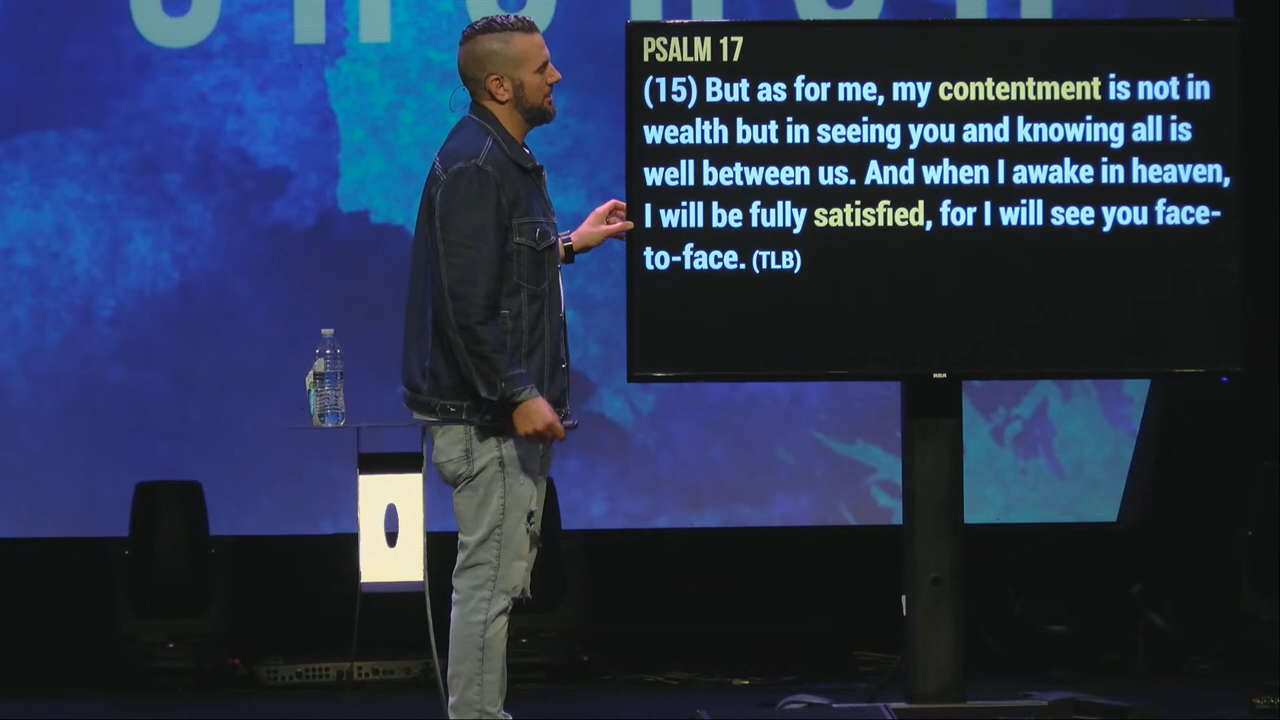 PSALM 17
(15) But as for me, my contentment is not in
wealth but in seeing you and knowing all is
well between us. And when I awake in heaven,
I will be fully satisfied, for I will see you face-
to-face. (TLB)
RCA